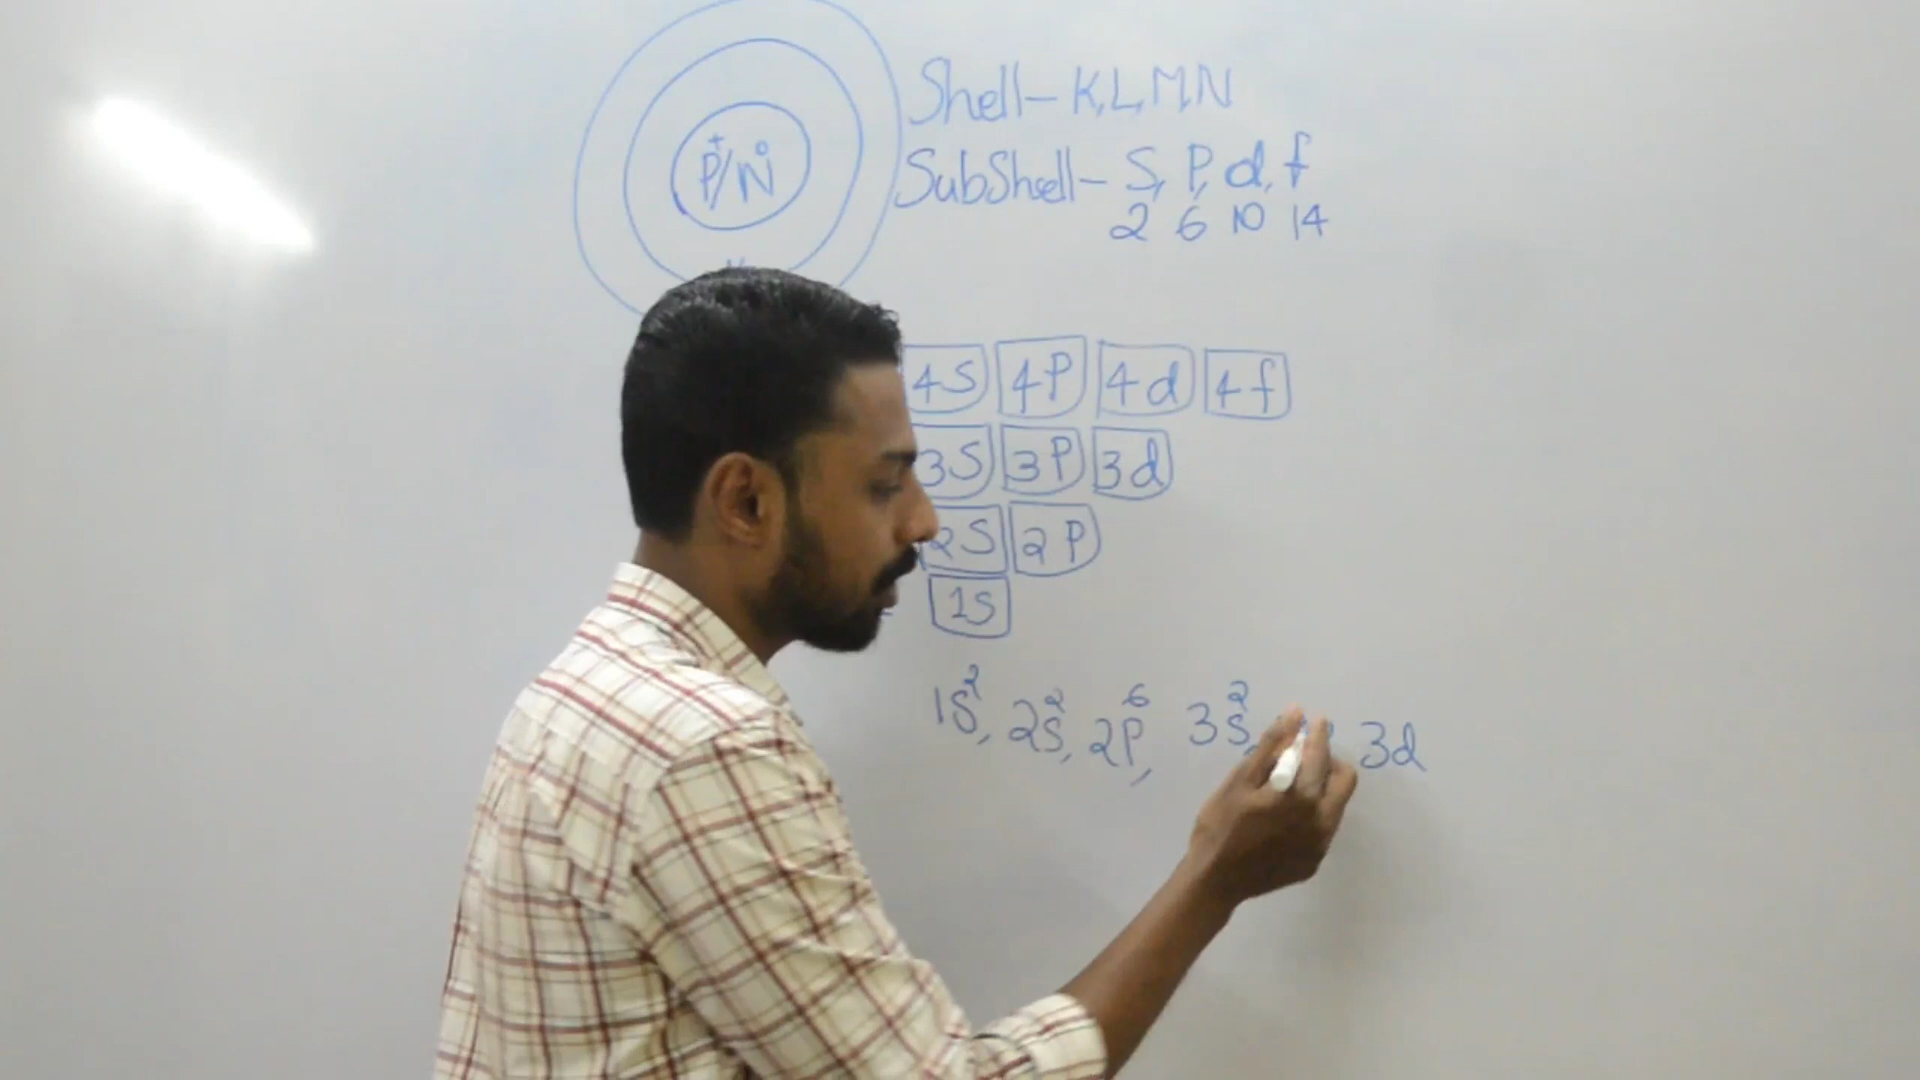 Shell - K, L, M, N
SubShell - S, P, d, f
2 6 10 14
P⁺/N⁰
4S 4P 4d 4f
3S 3P 3d
2S 2P
1S
1S², 2S², 2P⁶, 3S², 3d